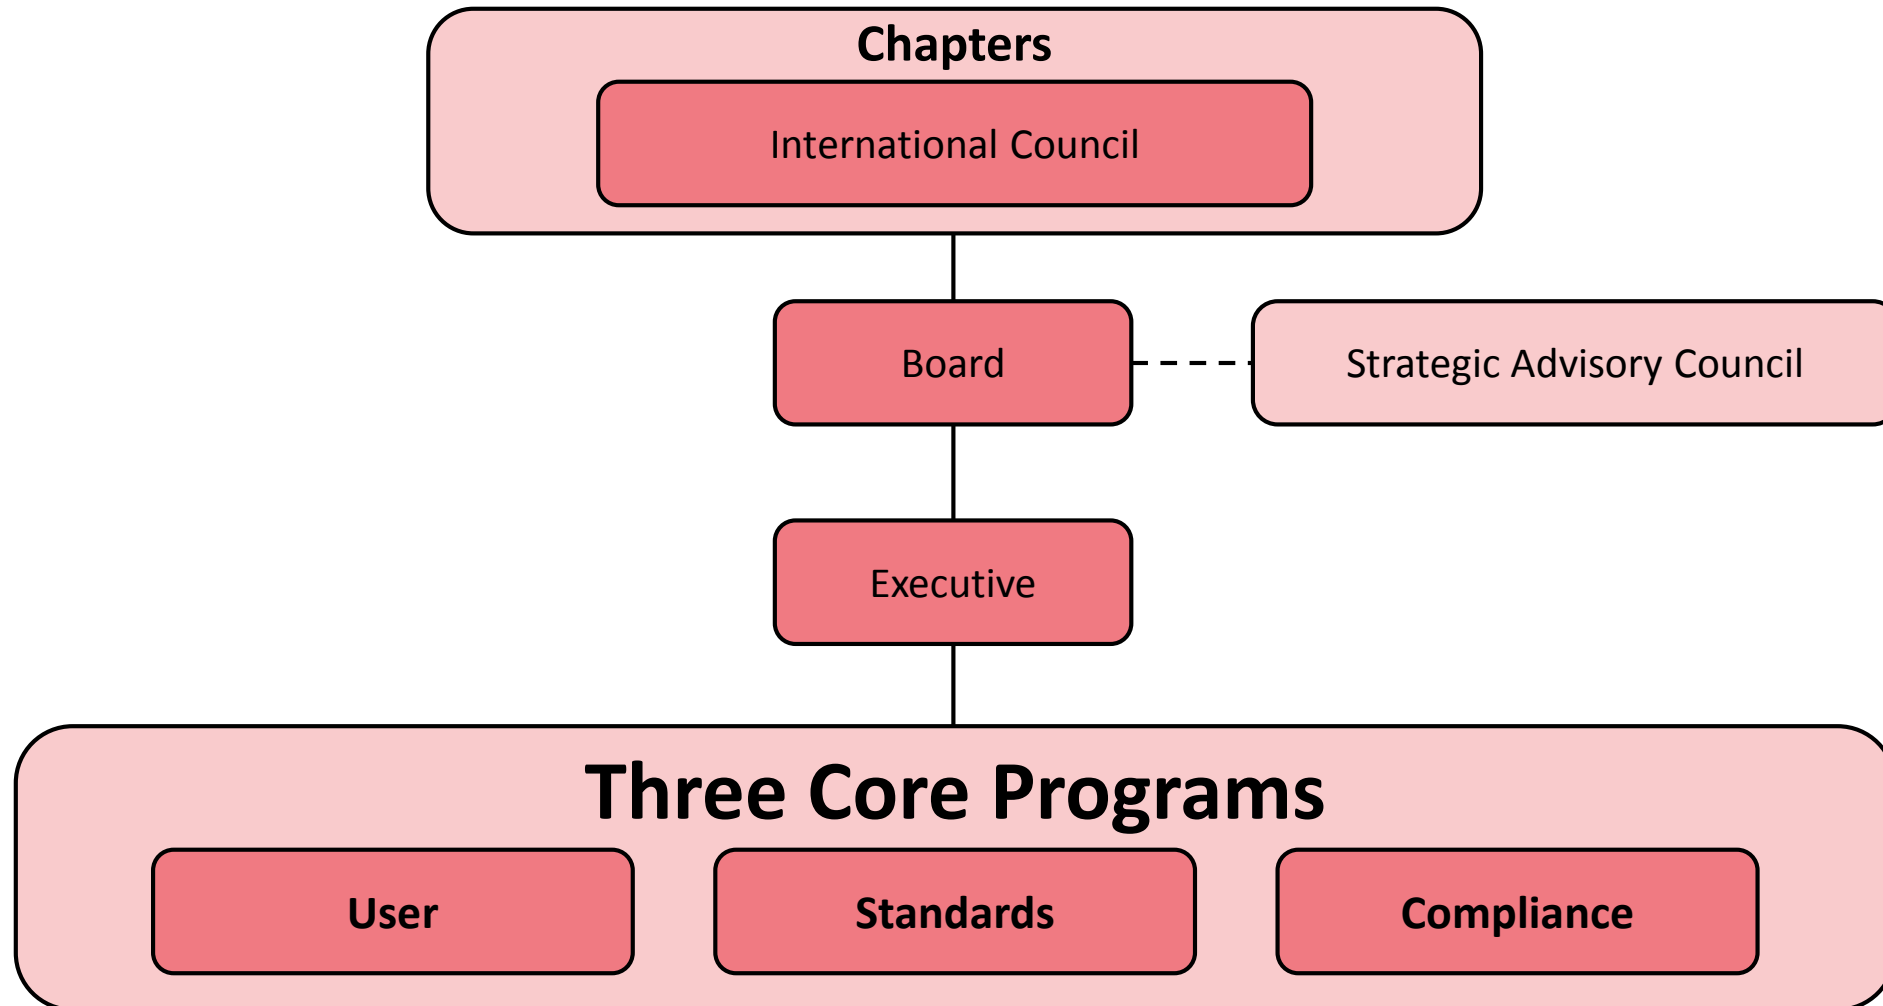 Chapters
International Council
Board
Strategic Advisory Council
Executive
Three Core Programs
User
Standards
Compliance